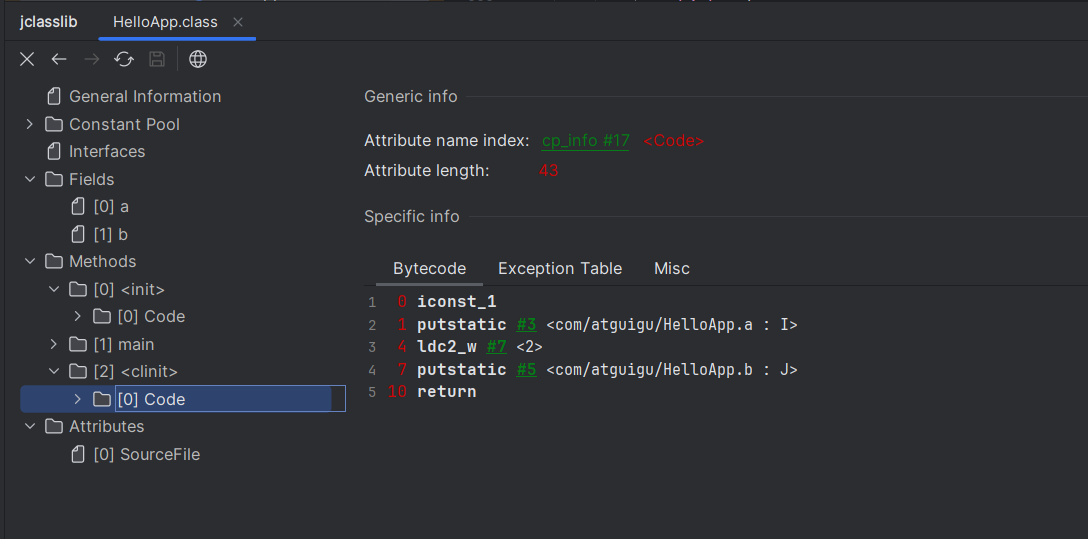 jclasslib HelloApp.class
General Information
Constant Pool
Interfaces
Fields
[0] a
[1] b
Methods
[0] <init>
[0] Code
[1] main
[2] <clinit>
[0] Code
Attributes
[0] SourceFile
Generic info
Attribute name index: cp_info #17 <Code>
Attribute length: 43
Specific info
Bytecode Exception Table Misc
1 0 iconst_1
2 1 putstatic #3 <com/atguigu/HelloApp.a : I>
3 4 ldc2_w #7 <2>
4 7 putstatic #5 <com/atguigu/HelloApp.b : J>
5 10 return